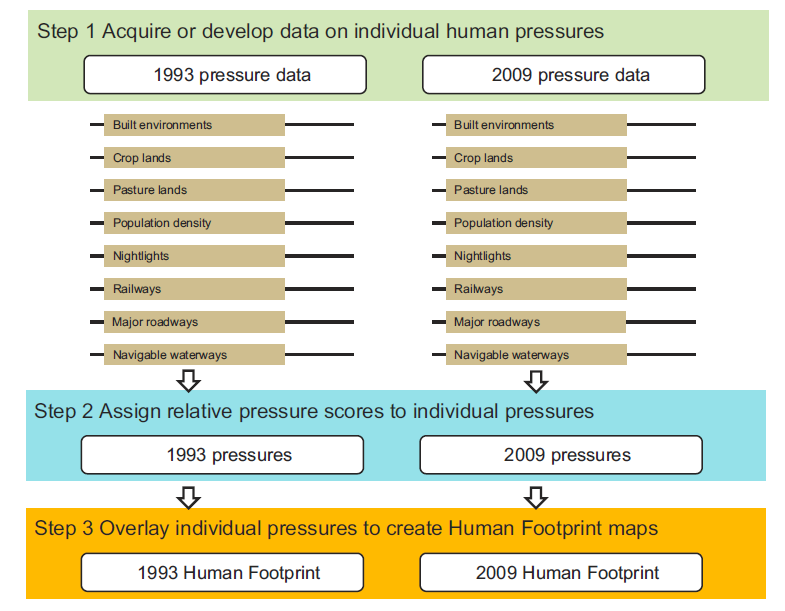 Step 1 Acquire or develop data on individual human pressures
1993 pressure data
2009 pressure data
Built environments
Crop lands
Pasture lands
Population density
Nightlights
Railways
Major roadways
Navigable waterways
Built environments
Crop lands
Pasture lands
Population density
Nightlights
Railways
Major roadways
Navigable waterways
Step 2 Assign relative pressure scores to individual pressures
1993 pressures
2009 pressures
Step 3 Overlay individual pressures to create Human Footprint maps
1993 Human Footprint
2009 Human Footprint